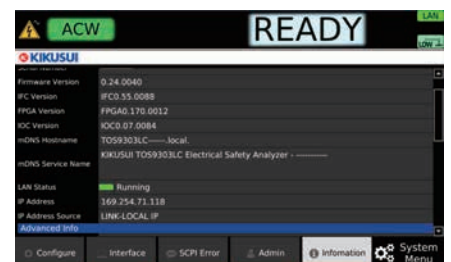 ACW
READY
LAN
LOW
KIKUSUI
Firmware Version 0.24.0040
IFC Version IFC0.55.0088
FPGA Version FPGA0.170.0012
IOC Version IOC0.07.0084
mDNS Hostname TOS9303LC------.local.
mDNS Service Name KIKUSUI TOS9303LC Electrical Safety Analyzer - ----------
LAN Status Running
IP Address 169.254.71.118
IP Address Source LINK-LOCAL IP
Advanced Info
Configure Interface SCPI Error Admin Infomation System Menu